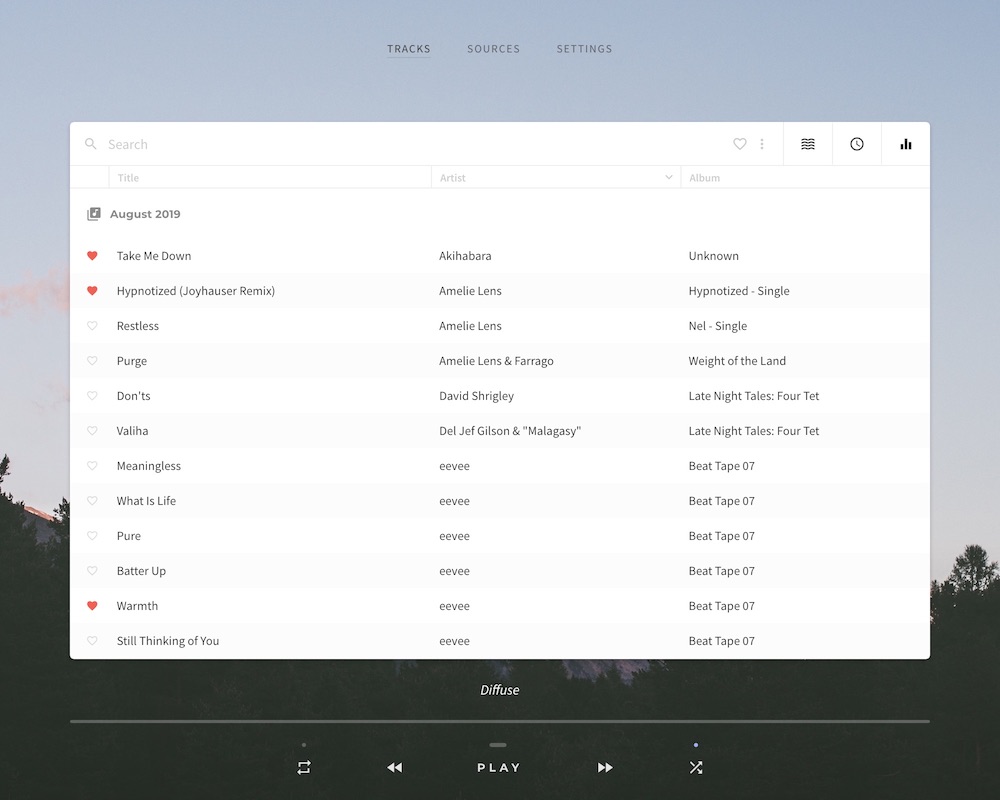 TRACKS SOURCES SETTINGS
Search
Title Artist Album
August 2019
Take Me Down Akihabara Unknown
Hypnotized (Joyhauser Remix) Amelie Lens Hypnotized - Single
Restless Amelie Lens Nel - Single
Purge Amelie Lens & Farrago Weight of the Land
Don'ts David Shrigley Late Night Tales: Four Tet
Valiha Del Jef Gilson & "Malagasy" Late Night Tales: Four Tet
Meaningless eevee Beat Tape 07
What Is Life eevee Beat Tape 07
Pure eevee Beat Tape 07
Batter Up eevee Beat Tape 07
Warmth eevee Beat Tape 07
Still Thinking of You eevee Beat Tape 07
Diffuse
PLAY